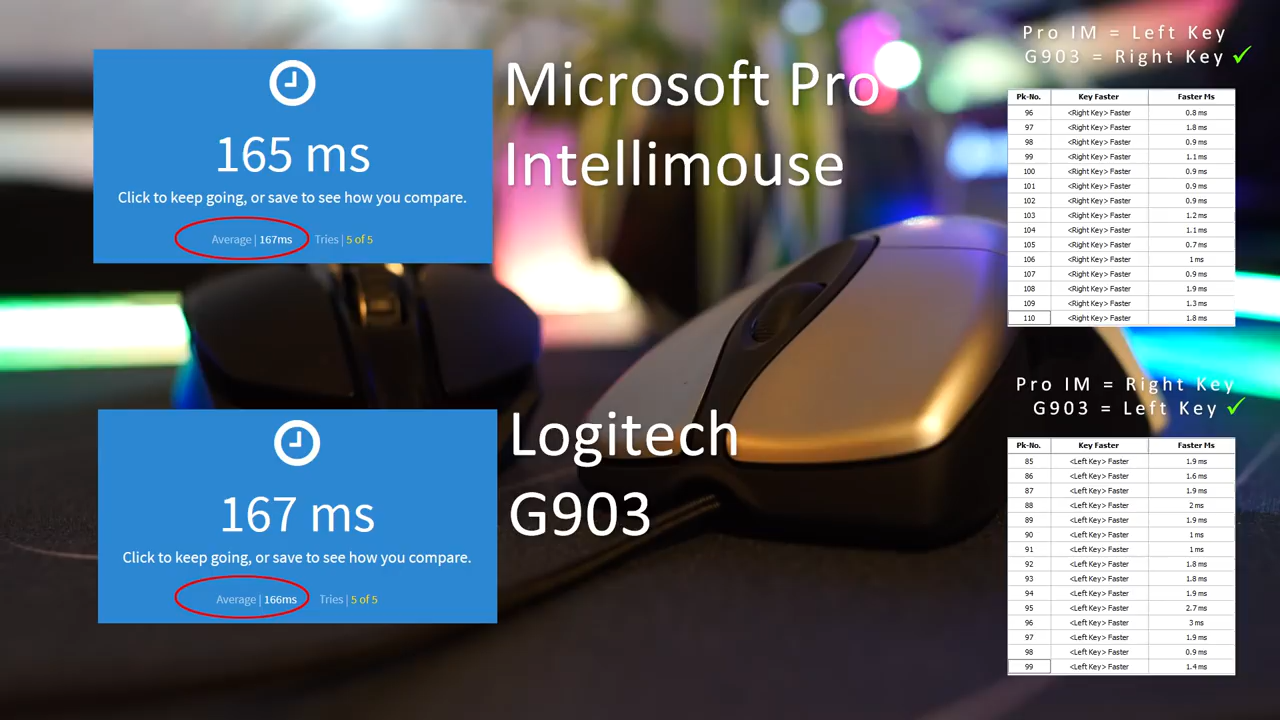 165 ms
Click to keep going, or save to see how you compare.
Average | 167ms Tries | 5 of 5
Microsoft Pro
Intellimouse
167 ms
Click to keep going, or save to see how you compare.
Average | 166ms Tries | 5 of 5
Logitech
G903
Pro IM = Left Key
G903 = Right Key ✓
Pk-No. Key Faster Faster Ms
96 <Right Key> Faster 0.8 ms
97 <Right Key> Faster 1.8 ms
98 <Right Key> Faster 0.9 ms
99 <Right Key> Faster 1.1 ms
100 <Right Key> Faster 0.9 ms
101 <Right Key> Faster 0.9 ms
102 <Right Key> Faster 0.9 ms
103 <Right Key> Faster 1.2 ms
104 <Right Key> Faster 1.1 ms
105 <Right Key> Faster 0.7 ms
106 <Right Key> Faster 1 ms
107 <Right Key> Faster 0.9 ms
108 <Right Key> Faster 1.9 ms
109 <Right Key> Faster 1.3 ms
110 <Right Key> Faster 1.8 ms
Pro IM = Right Key
G903 = Left Key ✓
Pk-No. Key Faster Faster Ms
85 <Left Key> Faster 1.9 ms
86 <Left Key> Faster 1.6 ms
87 <Left Key> Faster 1.9 ms
88 <Left Key> Faster 2 ms
89 <Left Key> Faster 1.9 ms
90 <Left Key> Faster 1 ms
91 <Left Key> Faster 1 ms
92 <Left Key> Faster 1.8 ms
93 <Left Key> Faster 1.8 ms
94 <Left Key> Faster 1.9 ms
95 <Left Key> Faster 2.7 ms
96 <Left Key> Faster 3 ms
97 <Left Key> Faster 1.9 ms
98 <Left Key> Faster 0.9 ms
99 <Left Key> Faster 1.4 ms